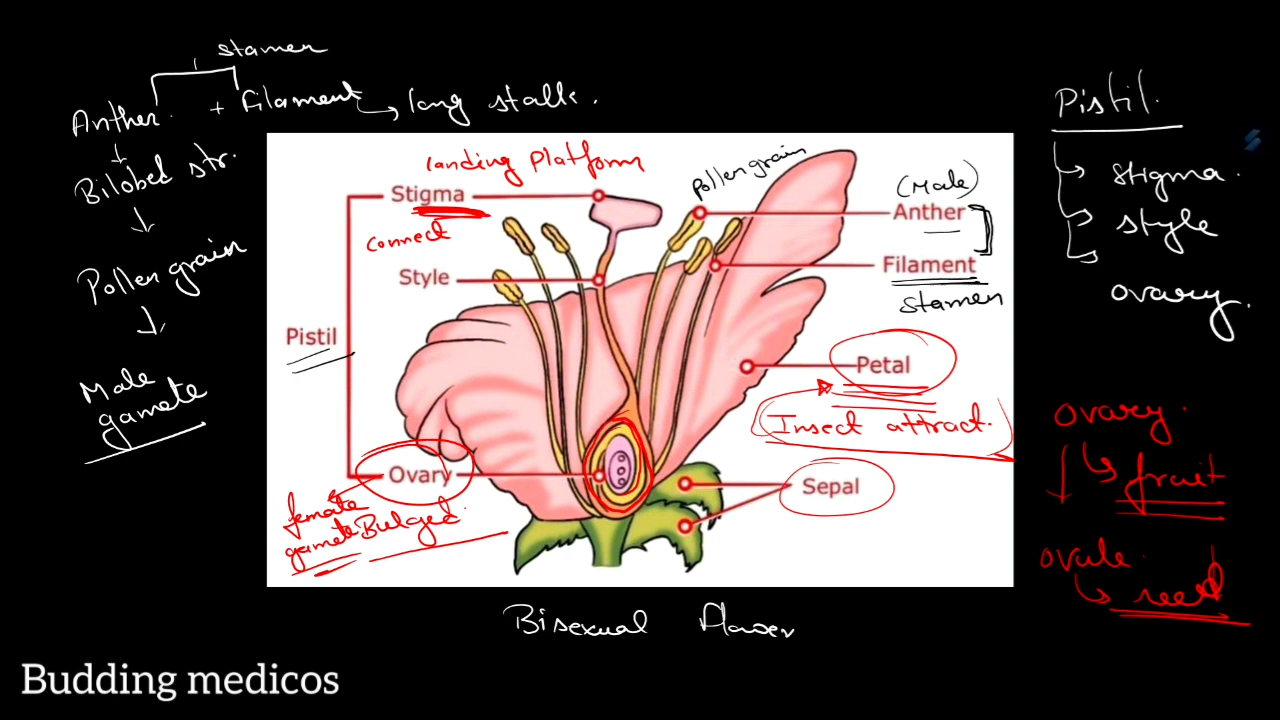 stamen
Anther. + Filament → long stalk.
Bilobed str.
Pollen grain
Male
gamete
landing Platform
Stigma
Connect
Style
Pistil
Ovary
female
gamete Bulged.
Pollen grain
(Male)
Anther
Filament
Stamen
Petal
Insect attract.
Sepal
Pistil.
Stigma.
style
ovary.
ovary.
fruit
ovule.
seed
Bisexual flower
Budding medicos